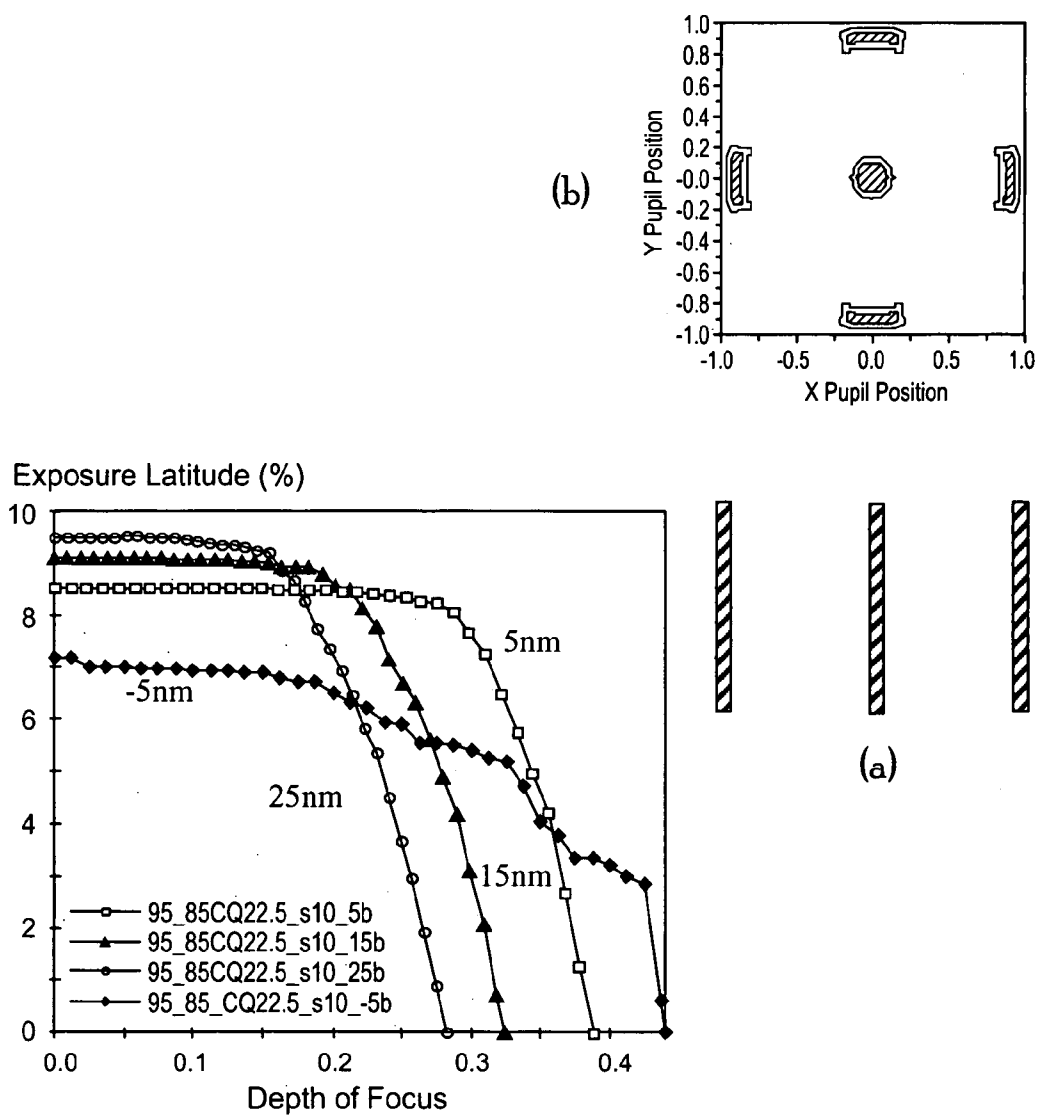 1.0
0.8
0.6
0.4
0.2
-0.0
-0.2
-0.4
-0.6
-0.8
-1.0
Y Pupil Position
-1.0 -0.5 0.0 0.5 1.0
X Pupil Position
(b)
Exposure Latitude (%)
10
8
6
4
2
0
5nm
-5nm
25nm
15nm
95_85CQ22.5_s10_5b
95_85CQ22.5_s10_15b
95_85CQ22.5_s10_25b
95_85_CQ22.5_s10_-5b
0.0 0.1 0.2 0.3 0.4
Depth of Focus
(a)